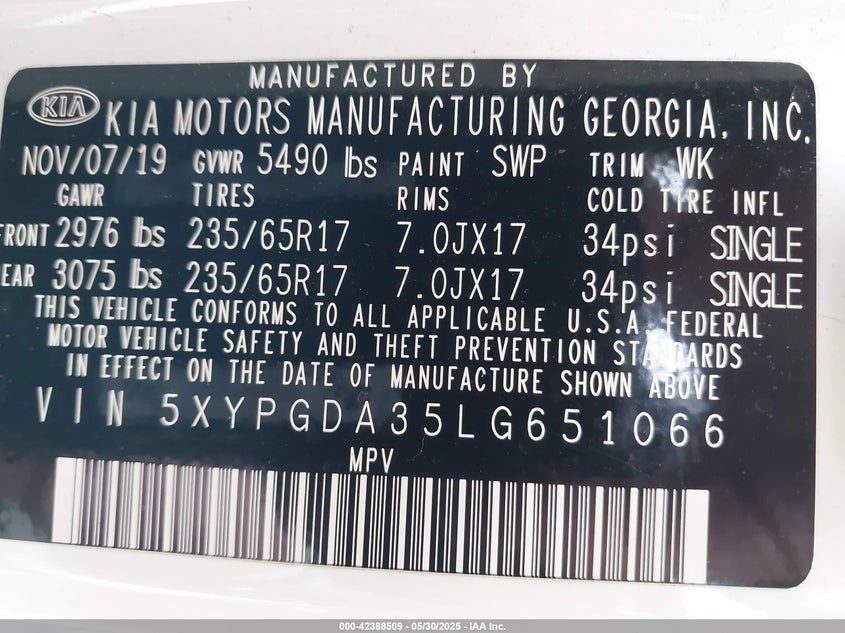 MANUFACTURED BY
KIA KIA MOTORS MANUFACTURING GEORGIA, INC.
NOV/07/19 GVWR 5490 lbs PAINT SWP TRIM WK
GAWR TIRES RIMS COLD TIRE INFL
FRONT 2976 lbs 235/65R17 7.0JX17 34psi SINGLE
REAR 3075 lbs 235/65R17 7.0JX17 34psi SINGLE
THIS VEHICLE CONFORMS TO ALL APPLICABLE U.S.A. FEDERAL
MOTOR VEHICLE SAFETY AND THEFT PREVENTION STANDARDS
IN EFFECT ON THE DATE OF MANUFACTURE SHOWN ABOVE
VIN 5XYPGDA35LG651066
MPV
000-42388509 - 05/30/2025 - IAA Inc.